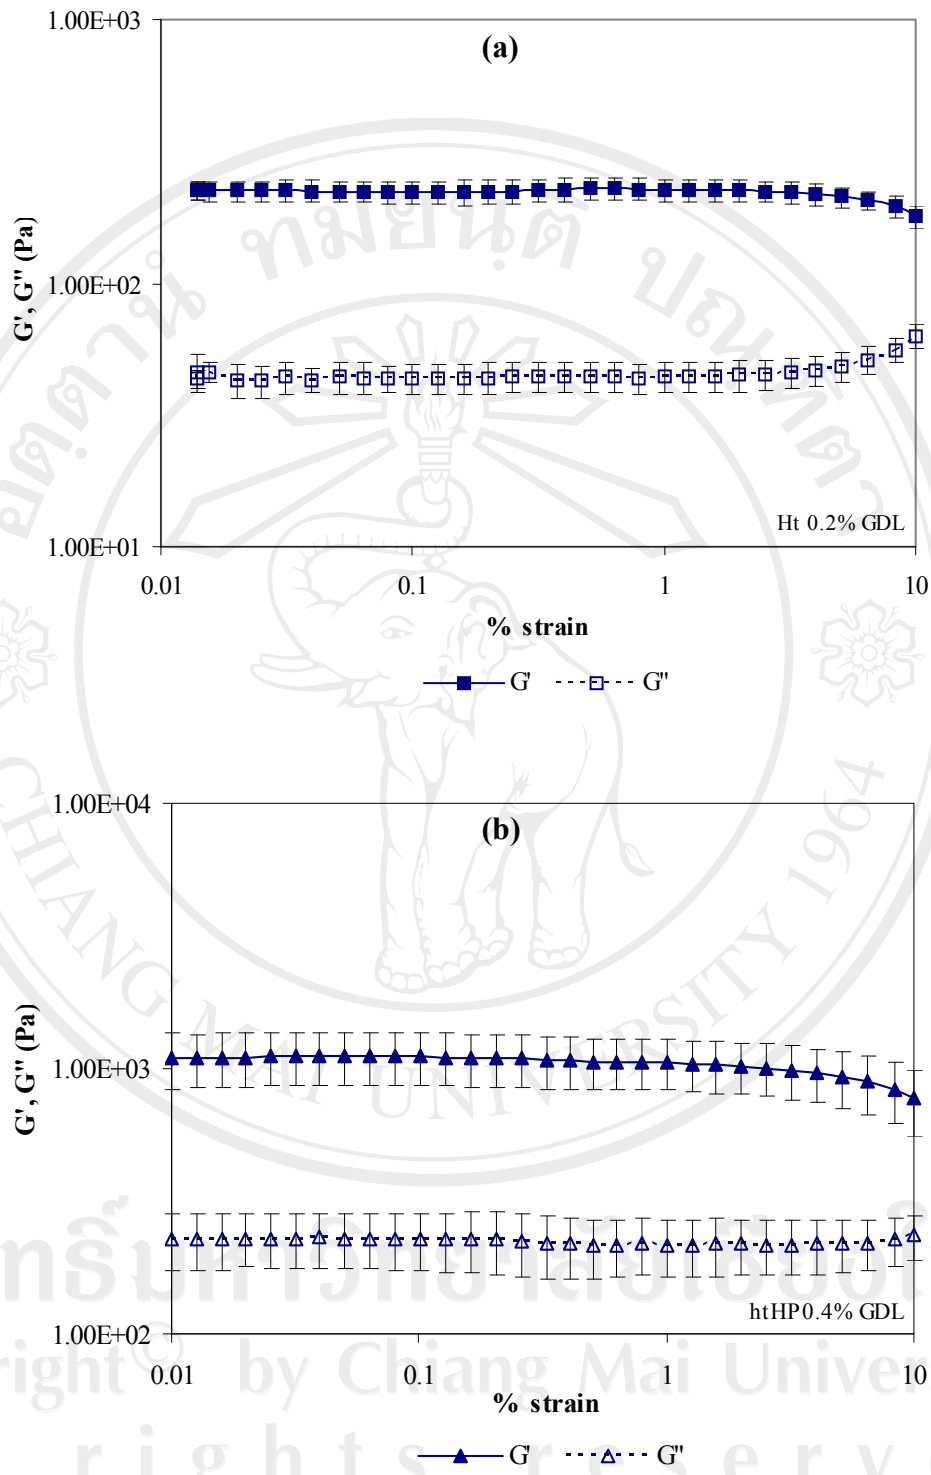 1.00E+03
(a)
G', G" (Pa)
1.00E+02
Ht 0.2% GDL
1.00E+01
0.01 0.1 1 10
% strain
G' G"
1.00E+04
(b)
G', G" (Pa)
1.00E+03
htHP0.4% GDL
1.00E+02
0.01 0.1 1 10
% strain
G' G"
CHIANG MAI UNIVERSITY 1964
right© by Chiang Mai Univer
rights reserv